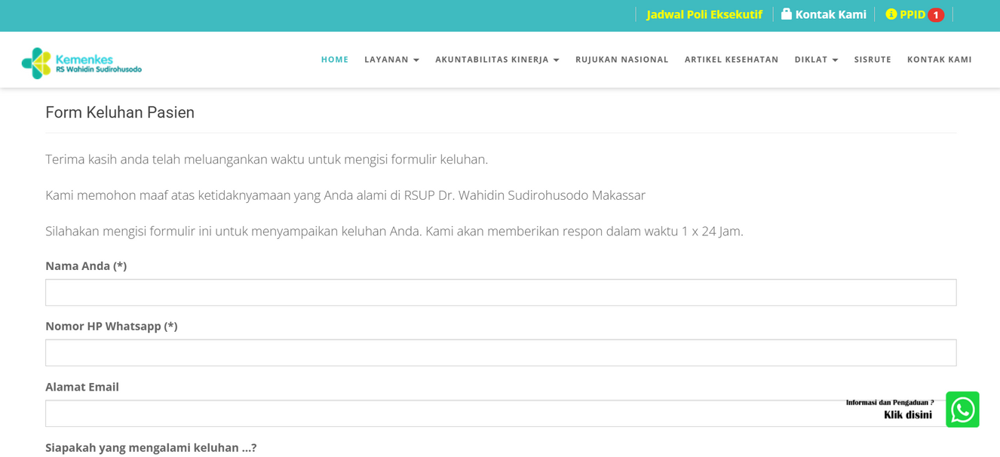 Jadwal Poli Eksekutif Kontak Kami PPID 1
Kemenkes
RS Wahidin Sudirohusodo
HOME LAYANAN AKUNTABILITAS KINERJA RUJUKAN NASIONAL ARTIKEL KESEHATAN DIKLAT SISRUTE KONTAK KAMI
Form Keluhan Pasien
Terima kasih anda telah meluangankan waktu untuk mengisi formulir keluhan.
Kami memohon maaf atas ketidaknyamaan yang Anda alami di RSUP Dr. Wahidin Sudirohusodo Makassar
Silahakan mengisi formulir ini untuk menyampaikan keluhan Anda. Kami akan memberikan respon dalam waktu 1 x 24 Jam.
Nama Anda (*)
Nomor HP Whatsapp (*)
Alamat Email
Informasi dan Pengaduan ?
Klik disini
Siapakah yang mengalami keluhan ...?